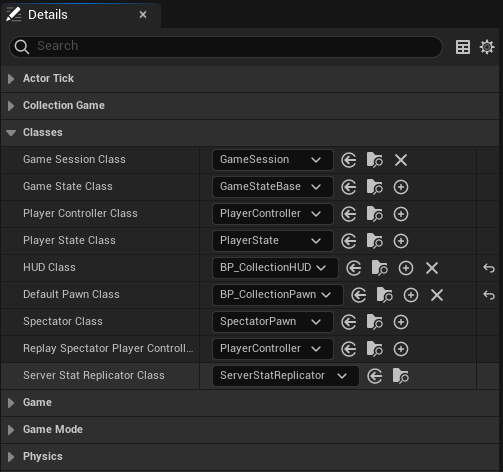 Details
Search
Actor Tick
Collection Game
Classes
Game Session Class GameSession
Game State Class GameStateBase
Player Controller Class PlayerController
Player State Class PlayerState
HUD Class BP_CollectionHUD
Default Pawn Class BP_CollectionPawn
Spectator Class SpectatorPawn
Replay Spectator Player Controll... PlayerController
Server Stat Replicator Class ServerStatReplicator
Game
Game Mode
Physics